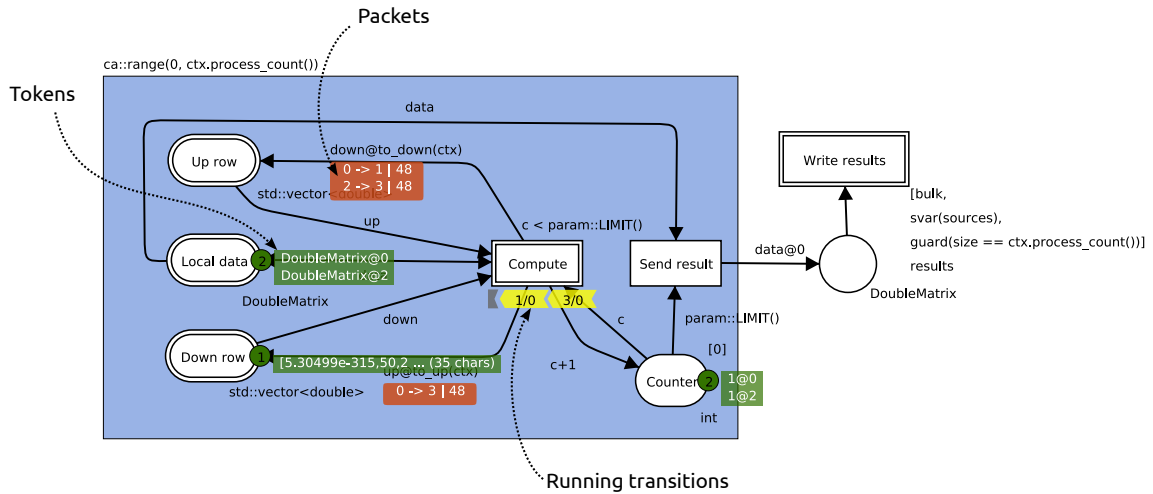 Packets
ca::range(0, ctx.process_count())
Tokens
data
down@to_down(ctx)
Up row
0 -> 1 | 48
2 -> 3 | 48
std::vector<double>
Write results
[bulk,
svar(sources),
guard(size == ctx.process_count())]
results
up
c < param::LIMIT()
Local data
2
DoubleMatrix@0
DoubleMatrix@2
Compute
Send result
data@0
DoubleMatrix
DoubleMatrix
1/0
3/0
down
c
param::LIMIT()
[0]
Down row
1
[5.30499e-315,50,2 ... (35 chars)
up@to_up(ctx)
c+1
std::vector<double>
0 -> 3 | 48
Counter
2
1@0
1@2
int
Running transitions